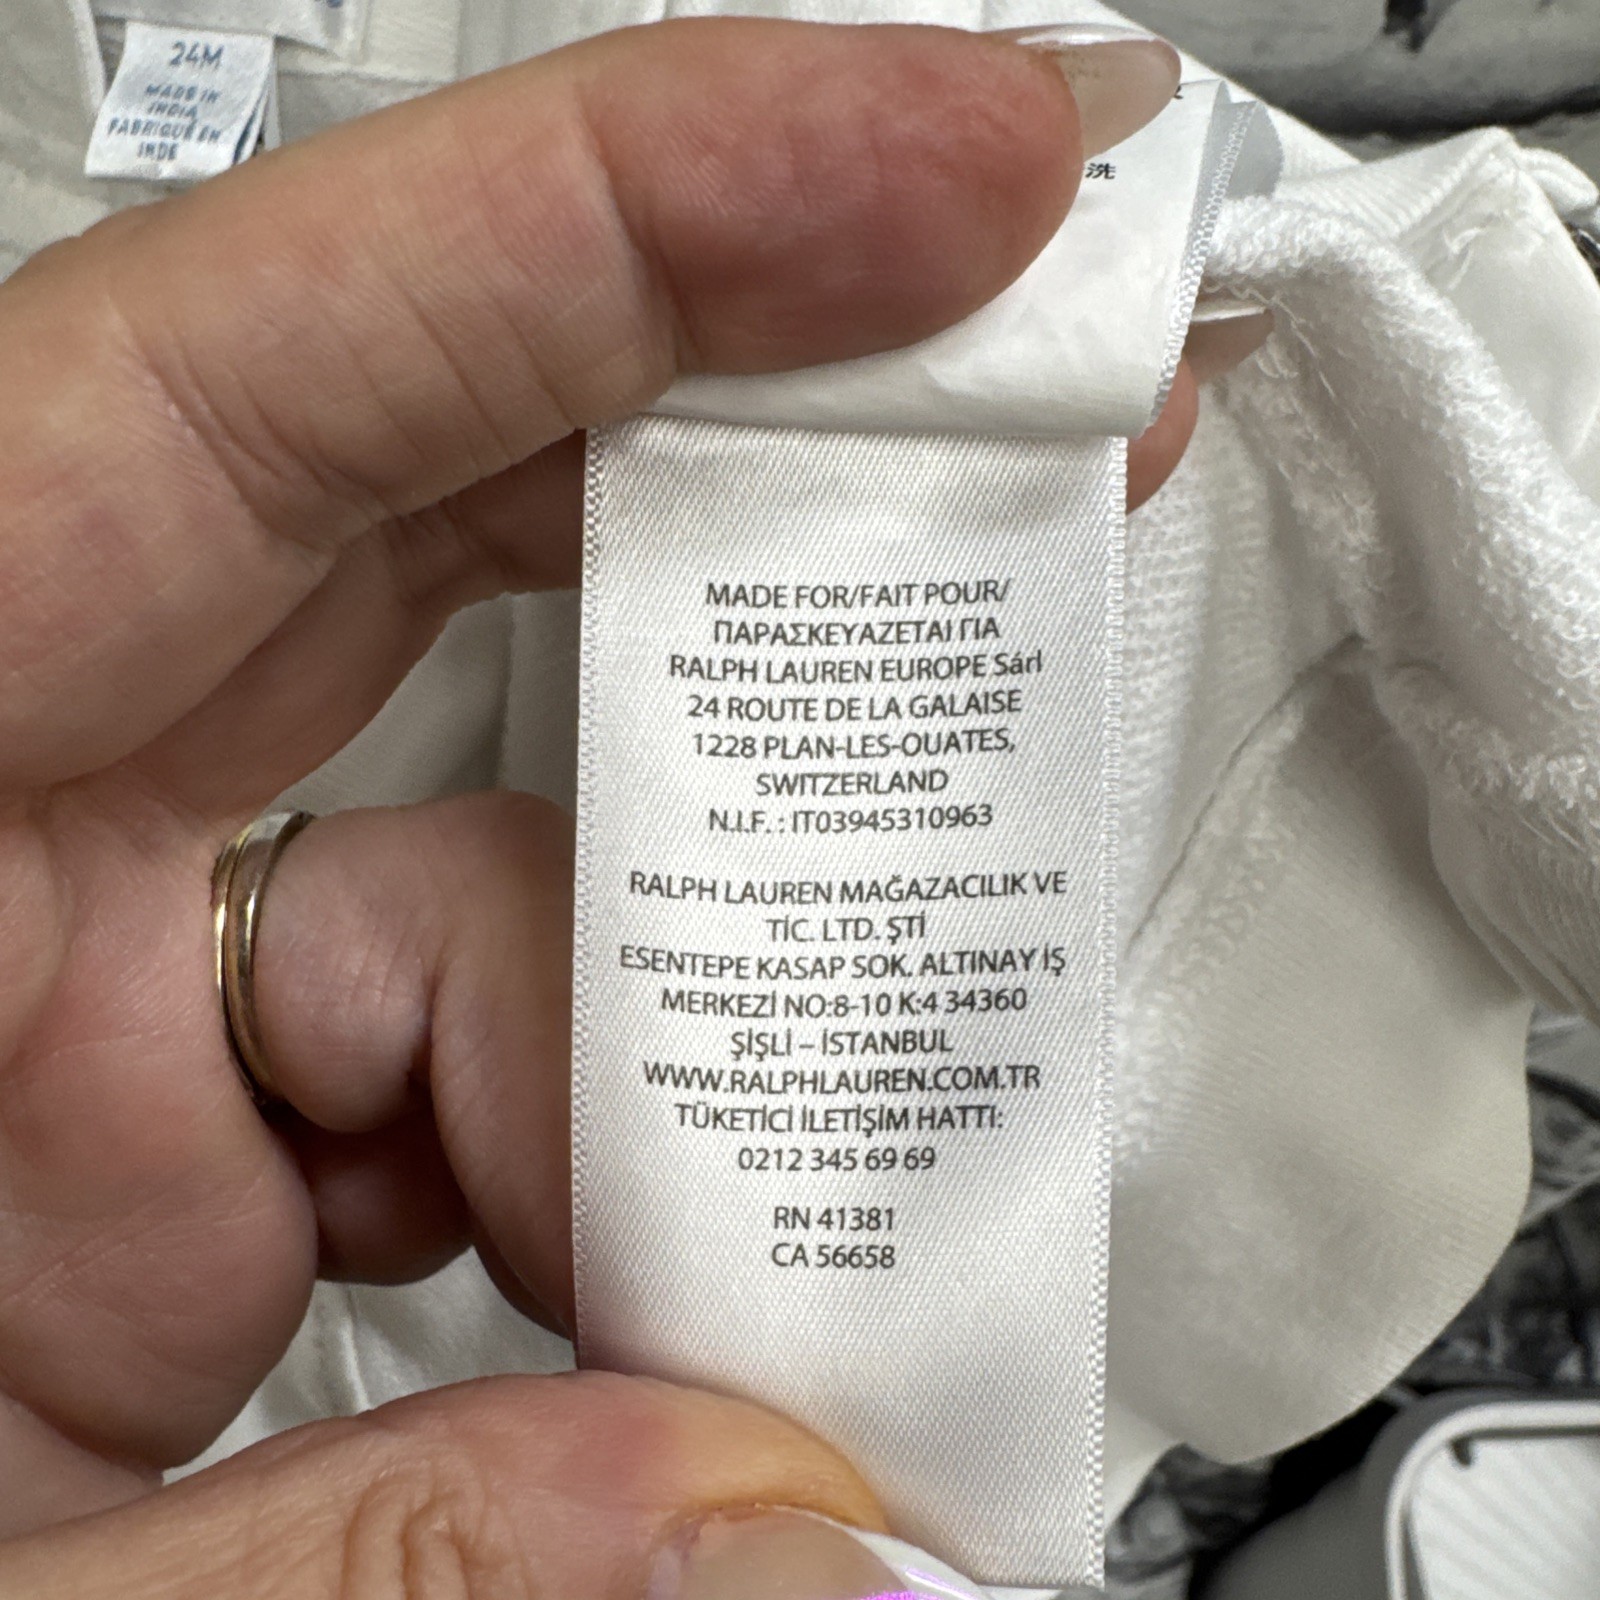 24M
MADE IN
INDIA
FABRIQUÉ EN
INDE
洗
MADE FOR/FAIT POUR/
ΠΑΡΑΣΚΕΥΑΖΕΤΑΙ ΓΙΑ
RALPH LAUREN EUROPE Sárl
24 ROUTE DE LA GALAISE
1228 PLAN-LES-OUATES,
SWITZERLAND
N.I.F. : IT03945310963
RALPH LAUREN MAĞAZACILIK VE
TİC. LTD. ŞTİ
ESENTEPE KASAP SOK. ALTINAY İŞ
MERKEZİ NO:8-10 K:4 34360
ŞİŞLİ – İSTANBUL
WWW.RALPHLAUREN.COM.TR
TÜKETİCİ İLETİŞİM HATTI:
0212 345 69 69
RN 41381
CA 56658